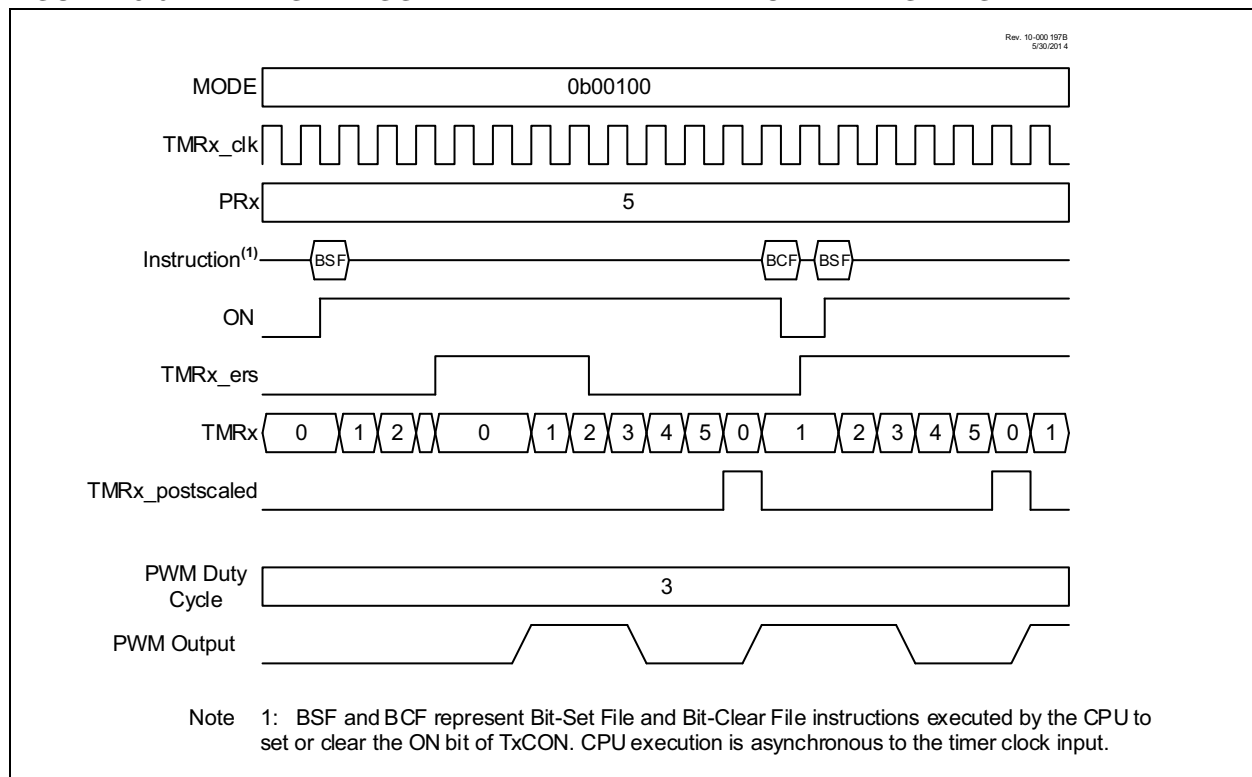 Rev. 10-000 197B
5/30/201 4
MODE 0b00100
TMRx_clk
PRx 5
Instruction(1) BSF BCF BSF
ON
TMRx_ers
TMRx 0 1 2 0 1 2 3 4 5 0 1 2 3 4 5 0 1
TMRx_postscaled
PWM Duty
Cycle 3
PWM Output
Note 1: BSF and BCF represent Bit-Set File and Bit-Clear File instructions executed by the CPU to
set or clear the ON bit of TxCON. CPU execution is asynchronous to the timer clock input.